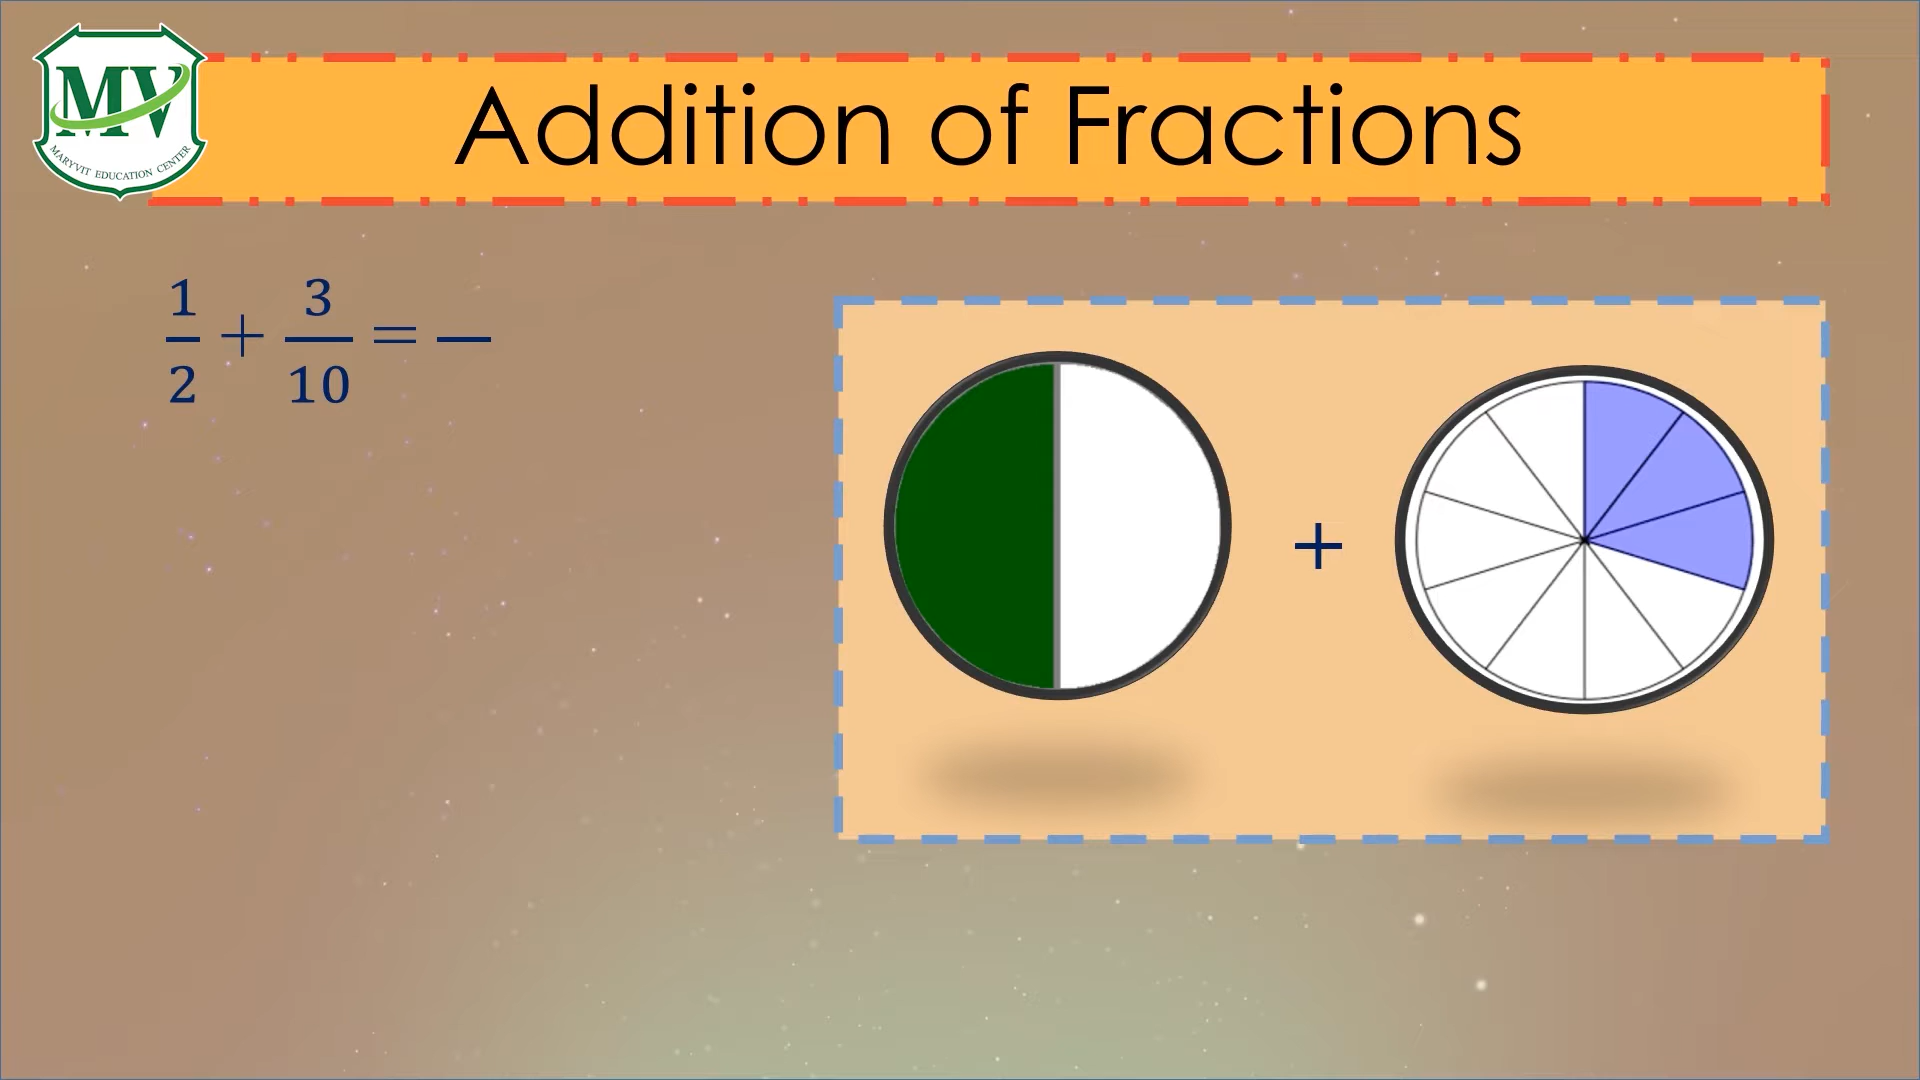 MV
MARYVIT EDUCATION CENTER
Addition of Fractions
1/2 + 3/10 = —
+